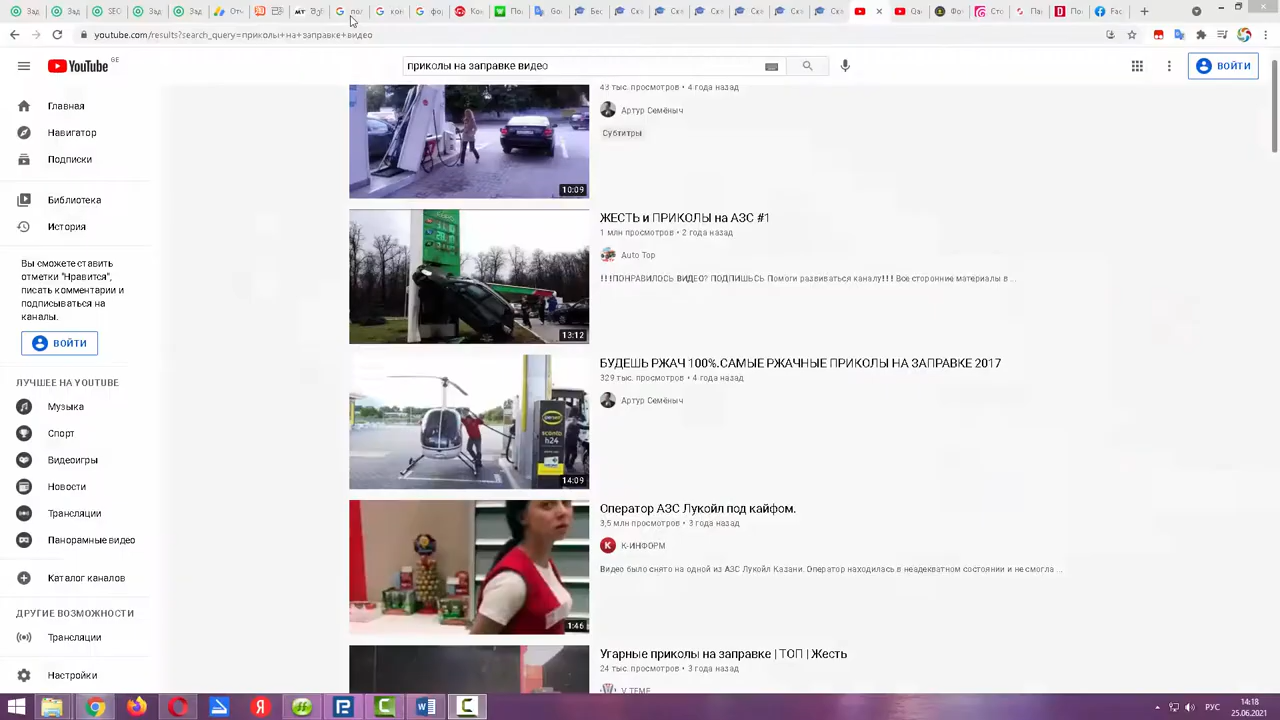 youtube.com/results?search_query=приколы+на+заправке+видео
YouTube GE
приколы на заправке видео
ВОЙТИ
Главная
Навигатор
Подписки
Библиотека
История
Вы сможете ставить
отметки "Нравится",
писать комментарии и
подписываться на
каналы.
ВОЙТИ
ЛУЧШЕЕ НА YOUTUBE
Музыка
Спорт
Видеоигры
Новости
Трансляции
Панорамные видео
Каталог каналов
ДРУГИЕ ВОЗМОЖНОСТИ
Трансляции
Настройки
43 тыс. просмотров • 4 года назад
Артур Семёныч
Субтитры
10:09
ЖЕСТЬ и ПРИКОЛЫ на АЗС #1
1 млн просмотров • 2 года назад
Auto Top
!!!ПОНРАВИЛОСЬ ВИДЕО? ПОДПИШЬСЬ Помоги развиваться каналу!!! Все сторонние материалы в ...
13:12
БУДЕШЬ РЖАЧ 100%.САМЫЕ РЖАЧНЫЕ ПРИКОЛЫ НА ЗАПРАВКЕ 2017
329 тыс. просмотров • 4 года назад
Артур Семёныч
h24
14:09
Оператор АЗС Лукойл под кайфом.
3,5 млн просмотров • 3 года назад
К-ИНФОРМ
Видео было снято на одной из АЗС Лукойл Казани. Оператор находилась в неадекватном состоянии и не смогла ...
1:46
Угарные приколы на заправке | ТОП | Жесть
24 тыс. просмотров • 3 года назад
V TEME
РУС
14:18
25.06.2021